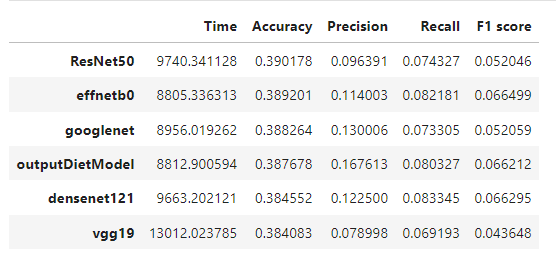 Time Accuracy Precision Recall F1 score
ResNet50 9740.341128 0.390178 0.096391 0.074327 0.052046
effnetb0 8805.336313 0.389201 0.114003 0.082181 0.066499
googlenet 8956.019262 0.388264 0.130006 0.073305 0.052059
outputDietModel 8812.900594 0.387678 0.167613 0.080327 0.066212
densenet121 9663.202121 0.384552 0.122500 0.083345 0.066295
vgg19 13012.023785 0.384083 0.078998 0.069193 0.043648